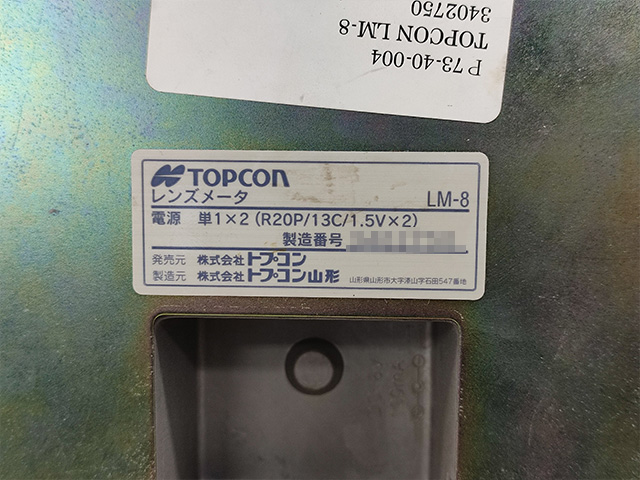 3402750
TOPCON LM-8
P 73-40-004
TOPCON
レンズメータ LM-8
電源 単1×2 (R20P/13C/1.5V×2)
製造番号
発売元 株式会社トプコン
製造元 株式会社トプコン山形 山形県山形市大字漆山字石田547番地